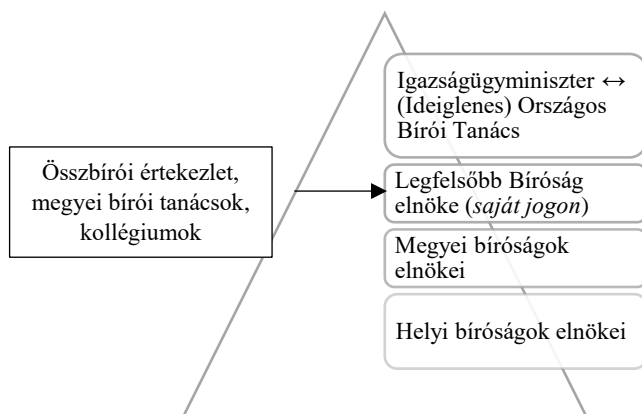 Igazságügyminiszter ↔
(Ideiglenes) Országos
Bírói Tanács
Összbírói értekezlet,
megyei bírói tanácsok,
kollégiumok
Legfelsőbb Bíróság
elnöke (saját jogon)
Megyei bíróságok
elnökei
Helyi bíróságok elnökei